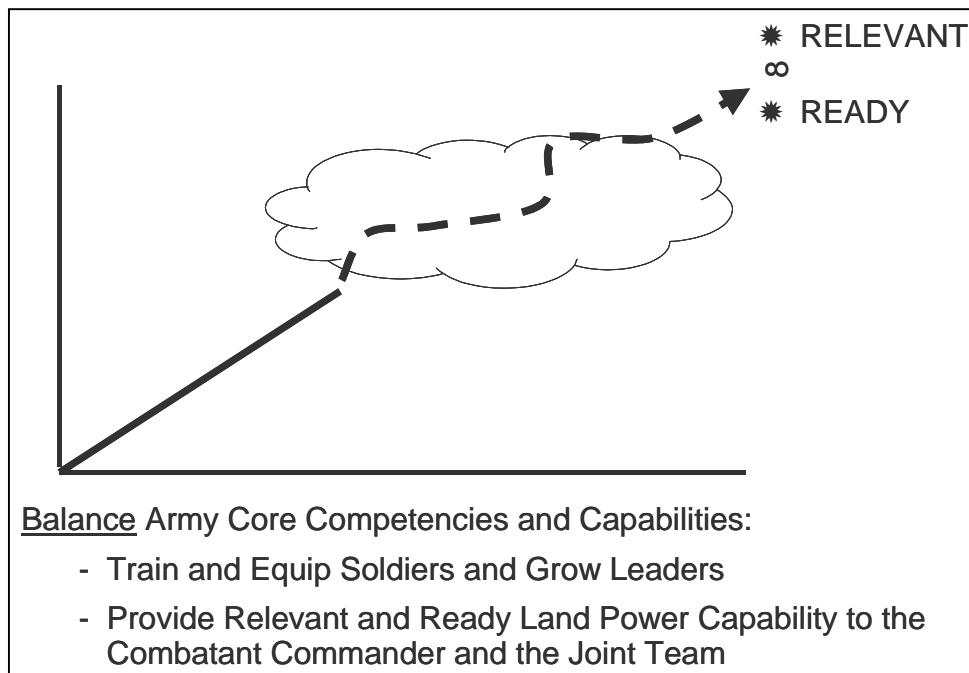 ✹ RELEVANT
∞
✹ READY
Balance Army Core Competencies and Capabilities:
- Train and Equip Soldiers and Grow Leaders
- Provide Relevant and Ready Land Power Capability to the
Combatant Commander and the Joint Team